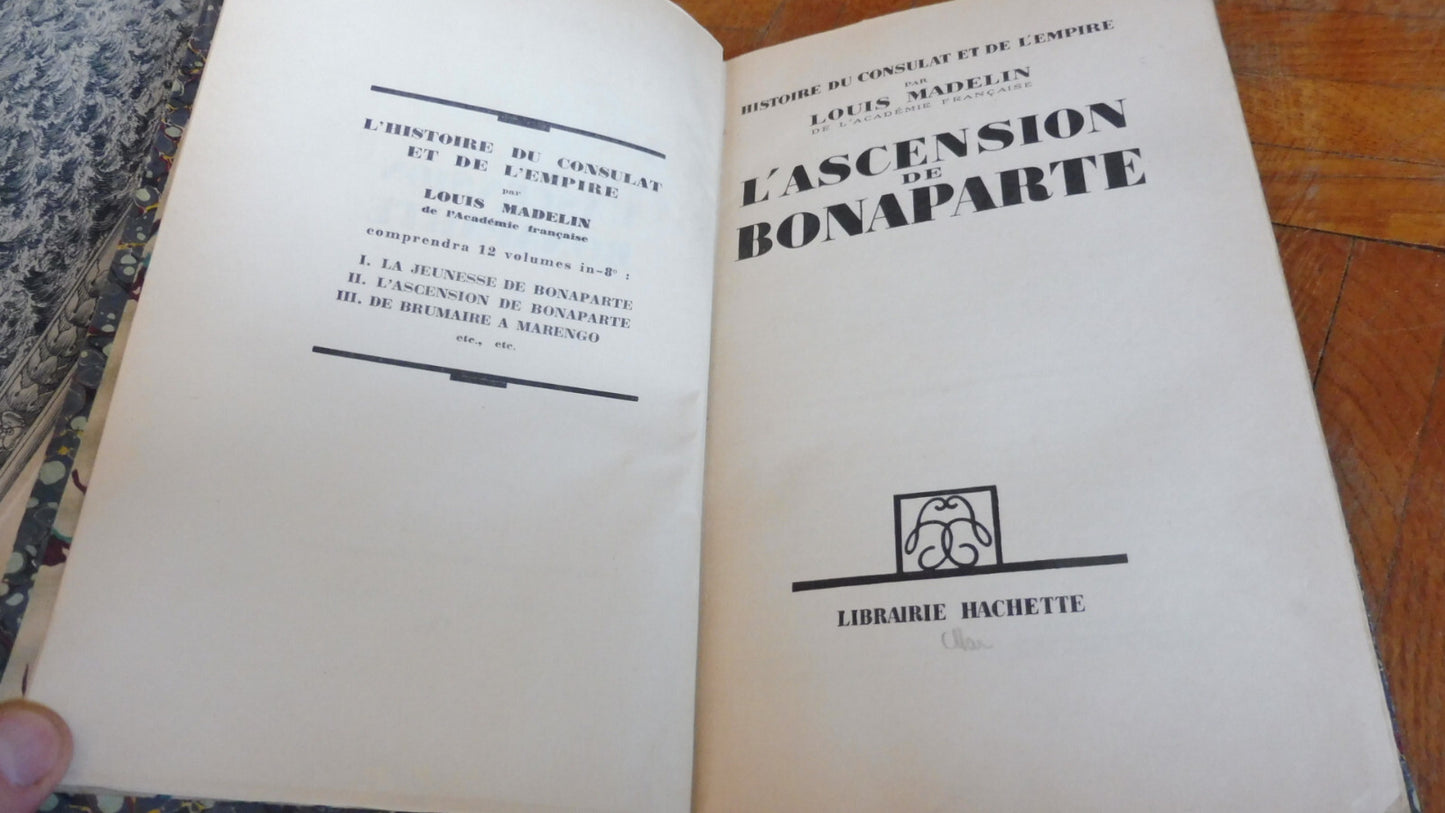 L'HISTOIRE DU CONSULAT
ET DE L'EMPIRE
par
LOUIS MADELIN
de l'Académie française
comprendra 12 volumes in-8º :
I. LA JEUNESSE DE BONAPARTE
II. L'ASCENSION DE BONAPARTE
III. DE BRUMAIRE A MARENGO
etc., etc.
HISTOIRE DU CONSULAT ET DE L'EMPIRE
PAR
LOUIS MADELIN
DE L'ACADÉMIE FRANÇAISE
L'ASCENSION
DE
BONAPARTE
LIBRAIRIE HACHETTE